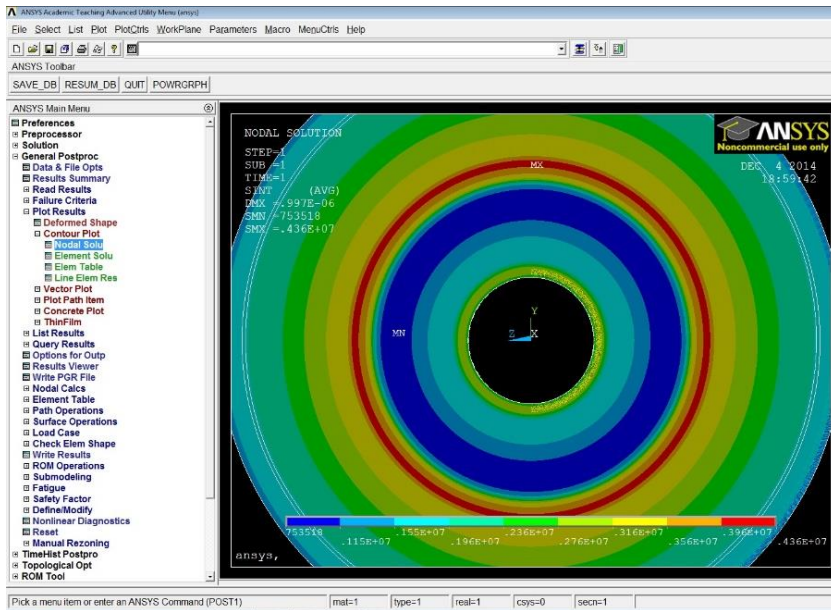 ANSYS Academic Teaching Advanced Utility Menu (ansys)
File Select List Plot PlotCtrls WorkPlane Parameters Macro MenuCtrls Help
ANSYS Toolbar
SAVE_DB RESUM_DB QUIT POWRGRPH
ANSYS Main Menu
Preferences
Preprocessor
Solution
General Postproc
Data & File Opts
Results Summary
Read Results
Failure Criteria
Plot Results
Deformed Shape
Contour Plot
Nodal Solu
Element Solu
Elem Table
Line Elem Res
Vector Plot
Plot Path Item
Concrete Plot
ThinFilm
List Results
Query Results
Options for Outp
Results Viewer
Write PGR File
Nodal Calcs
Element Table
Path Operations
Surface Operations
Load Case
Check Elem Shape
Write Results
ROM Operations
Submodeling
Fatigue
Safety Factor
Define/Modify
Nonlinear Diagnostics
Reset
Manual Rezoning
TimeHist Postpro
Topological Opt
ROM Tool
NODAL SOLUTION
STEP=1
SUB =1
TIME=1
SINT (AVG)
DMX =.997E-06
SMN =753518
SMX =.436E+07
ANSYS
Noncommercial use only
DEC 4 2014
18:59:42
MX
Y
Z X
MN
753518 .155E+07 .236E+07 .316E+07 .396E+07
.115E+07 .196E+07 .276E+07 .356E+07 .436E+07
ansys,
Pick a menu item or enter an ANSYS Command (POST1) mat=1 type=1 real=1 csys=0 secn=1